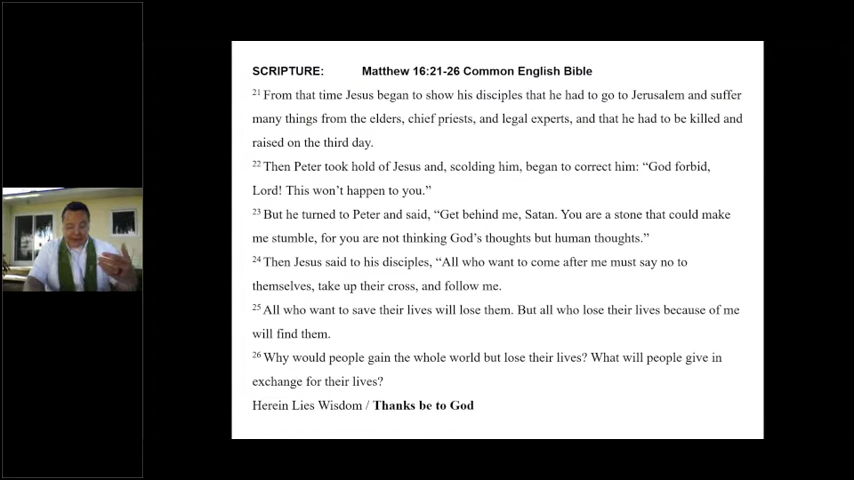 SCRIPTURE: Matthew 16:21-26 Common English Bible
21 From that time Jesus began to show his disciples that he had to go to Jerusalem and suffer
many things from the elders, chief priests, and legal experts, and that he had to be killed and
raised on the third day.
22 Then Peter took hold of Jesus and, scolding him, began to correct him: “God forbid,
Lord! This won’t happen to you.”
23 But he turned to Peter and said, “Get behind me, Satan. You are a stone that could make
me stumble, for you are not thinking God’s thoughts but human thoughts.”
24 Then Jesus said to his disciples, “All who want to come after me must say no to
themselves, take up their cross, and follow me.
25 All who want to save their lives will lose them. But all who lose their lives because of me
will find them.
26 Why would people gain the whole world but lose their lives? What will people give in
exchange for their lives?
Herein Lies Wisdom / Thanks be to God